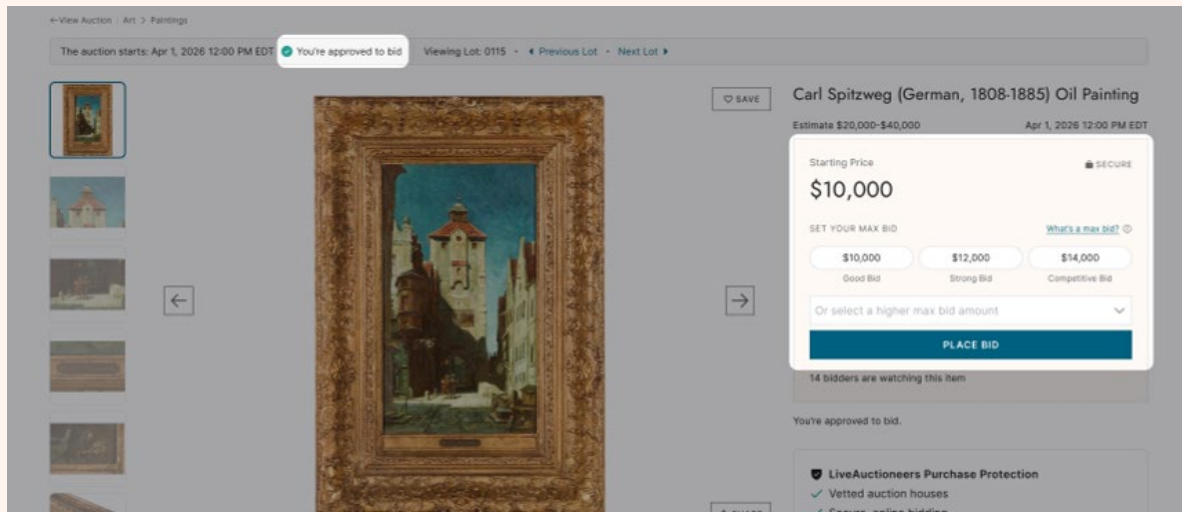 ←View Auction | Art > Paintings
The auction starts: Apr 1, 2026 12:00 PM EDT You're approved to bid Viewing Lot: 0115 - Previous Lot - Next Lot
SAVE
Carl Spitzweg (German, 1808-1885) Oil Painting
Estimate $20,000-$40,000 Apr 1, 2026 12:00 PM EDT
Starting Price SECURE
$10,000
SET YOUR MAX BID What's a max bid?
$10,000 $12,000 $14,000
Good Bid Strong Bid Competitive Bid
Or select a higher max bid amount
PLACE BID
14 bidders are watching this item
You're approved to bid.
LiveAuctioneers Purchase Protection
Vetted auction houses
Secure, online bidding
SHARE